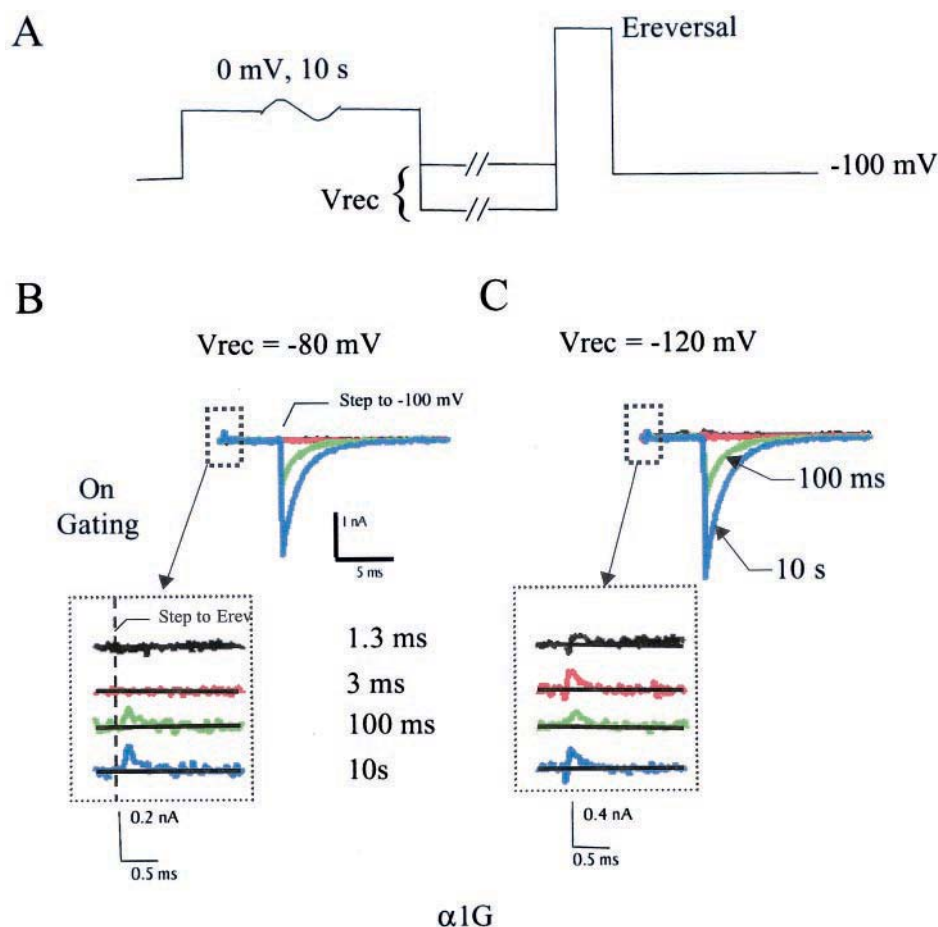 A
Ereversal
0 mV, 10 s
-100 mV
Vrec
B
C
Vrec = -80 mV
Vrec = -120 mV
Step to -100 mV
100 ms
On
Gating
1 nA
5 ms
10 s
Step to Erev
1.3 ms
3 ms
100 ms
10s
0.2 nA
0.4 nA
0.5 ms
0.5 ms
α1G